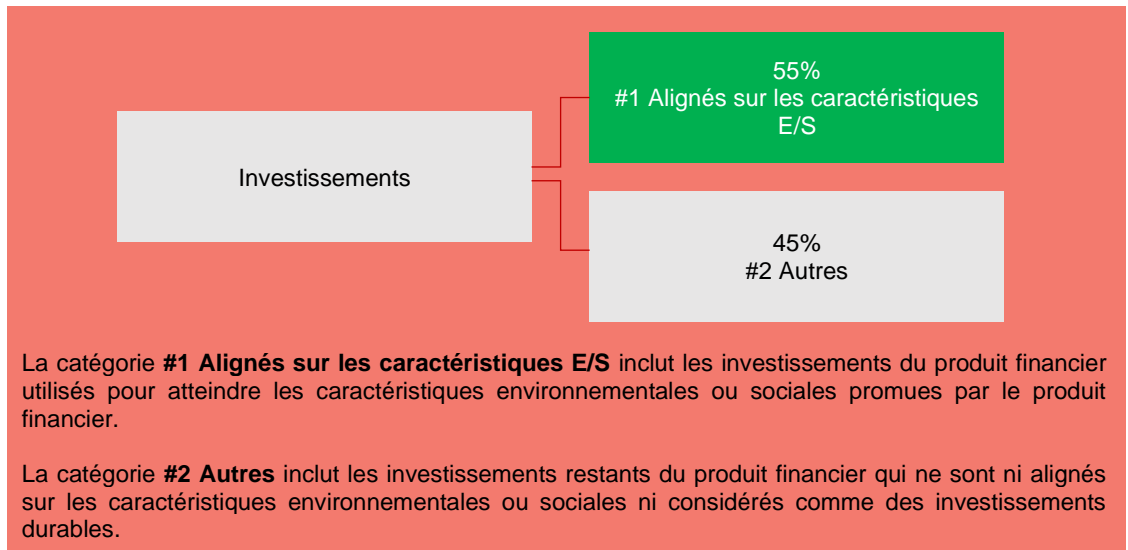 55%
#1 Alignés sur les caractéristiques
E/S
Investissements
45%
#2 Autres
La catégorie #1 Alignés sur les caractéristiques E/S inclut les investissements du produit financier
utilisés pour atteindre les caractéristiques environnementales ou sociales promues par le produit
financier.
La catégorie #2 Autres inclut les investissements restants du produit financier qui ne sont ni alignés
sur les caractéristiques environnementales ou sociales ni considérés comme des investissements
durables.